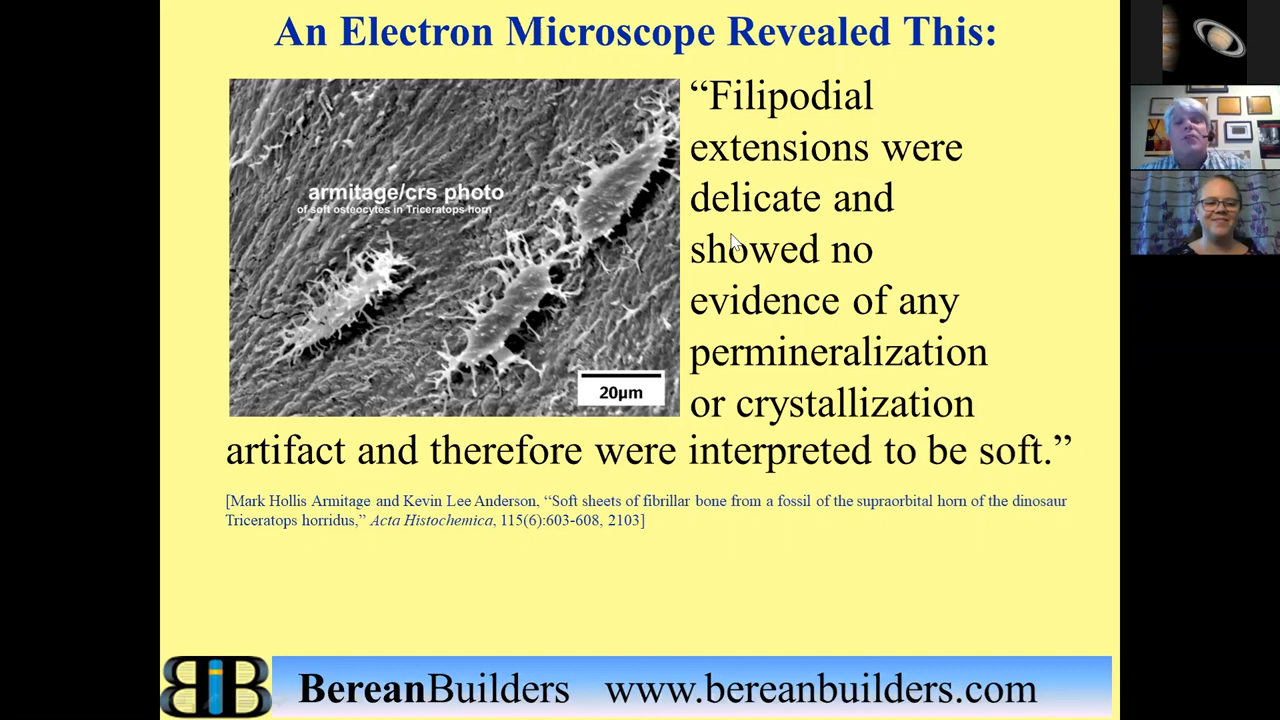 An Electron Microscope Revealed This:
armitage/crs photo
of soft osteocytes in Triceratops horn
20µm
“Filipodial
extensions were
delicate and
showed no
evidence of any
permineralization
or crystallization
artifact and therefore were interpreted to be soft.”
[Mark Hollis Armitage and Kevin Lee Anderson, “Soft sheets of fibrillar bone from a fossil of the supraorbital horn of the dinosaur
Triceratops horridus,” Acta Histochemica, 115(6):603-608, 2103]
BiB
BereanBuilders www.bereanbuilders.com